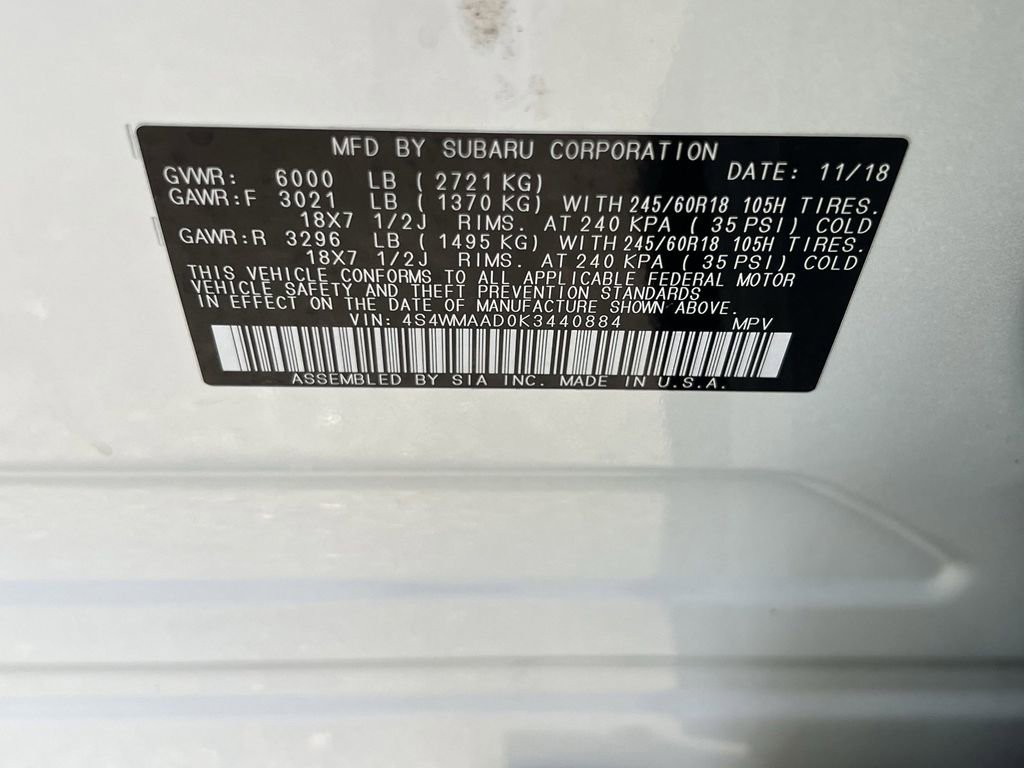 MFD BY SUBARU CORPORATION
DATE: 11/18
GVWR: 6000 LB ( 2721 KG)
GAWR:F 3021 LB ( 1370 KG) WITH 245/60R18 105H TIRES.
18X7 1/2J RIMS. AT 240 KPA ( 35 PSI) COLD
GAWR:R 3296 LB ( 1495 KG) WITH 245/60R18 105H TIRES.
18X7 1/2J RIMS. AT 240 KPA ( 35 PSI) COLD
THIS VEHICLE CONFORMS TO ALL APPLICABLE FEDERAL MOTOR
VEHICLE SAFETY AND THEFT PREVENTION STANDARDS
IN EFFECT ON THE DATE OF MANUFACTURE SHOWN ABOVE.
VIN: 4S4WMAAD0K3440884 MPV
ASSEMBLED BY SIA INC. MADE IN U.S.A.